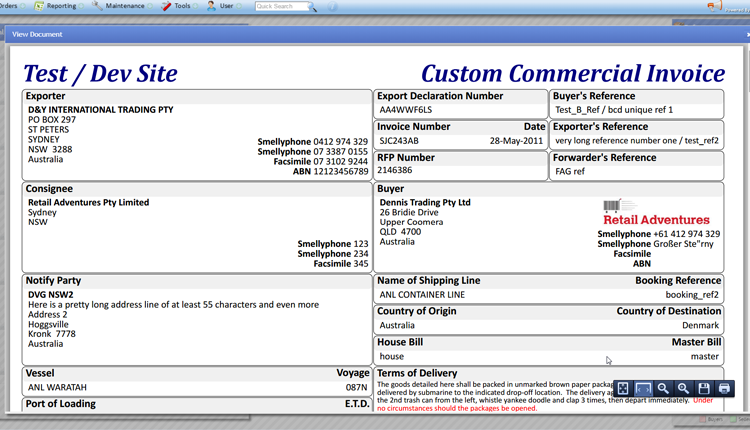 Orders Reporting Maintenance Tools User Quick Search
View Document
Test / Dev Site Custom Commercial Invoice
Exporter
D&Y INTERNATIONAL TRADING PTY
PO BOX 297
ST PETERS
SYDNEY
NSW 3288
Australia
Smellyphone 0412 974 329
Smellyphone 07 3387 0155
Facsimile 07 3102 9244
ABN 12123456789
Export Declaration Number
AA4WWF6LS
Buyer's Reference
Test_B_Ref / bcd unique ref 1
Invoice Number Date
SJC243AB 28-May-2011
Exporter's Reference
very long reference number one / test_ref2
RFP Number
2146386
Forwarder's Reference
FAG ref
Consignee
Retail Adventures Pty Limited
Sydney
NSW
Smellyphone 123
Smellyphone 234
Facsimile 345
Buyer
Dennis Trading Pty Ltd
26 Bridie Drive
Upper Coomera
QLD 4700
Australia
Retail Adventures
Smellyphone +61 412 974 329
Smellyphone Großer Ste"rny
Facsimile
ABN
Notify Party
DVG NSW2
Here is a pretty long address line of at least 55 characters and even more
Address 2
Hoggsville
Kronk 7778
Australia
Name of Shipping Line Booking Reference
ANL CONTAINER LINE booking_ref2
Country of Origin Country of Destination
Australia Denmark
House Bill Master Bill
house master
Vessel Voyage
ANL WARATAH 087N
Port of Loading E.T.D.
Terms of Delivery
The goods detailed here shall be packed in unmarked brown paper packag
delivered by submarine to the indicated drop-off location. The delivery ag
the 2nd trash can from the left, whistle yankee doodle and clap 3 times, then depart immediately. Under
no circumstances should the packages be opened.